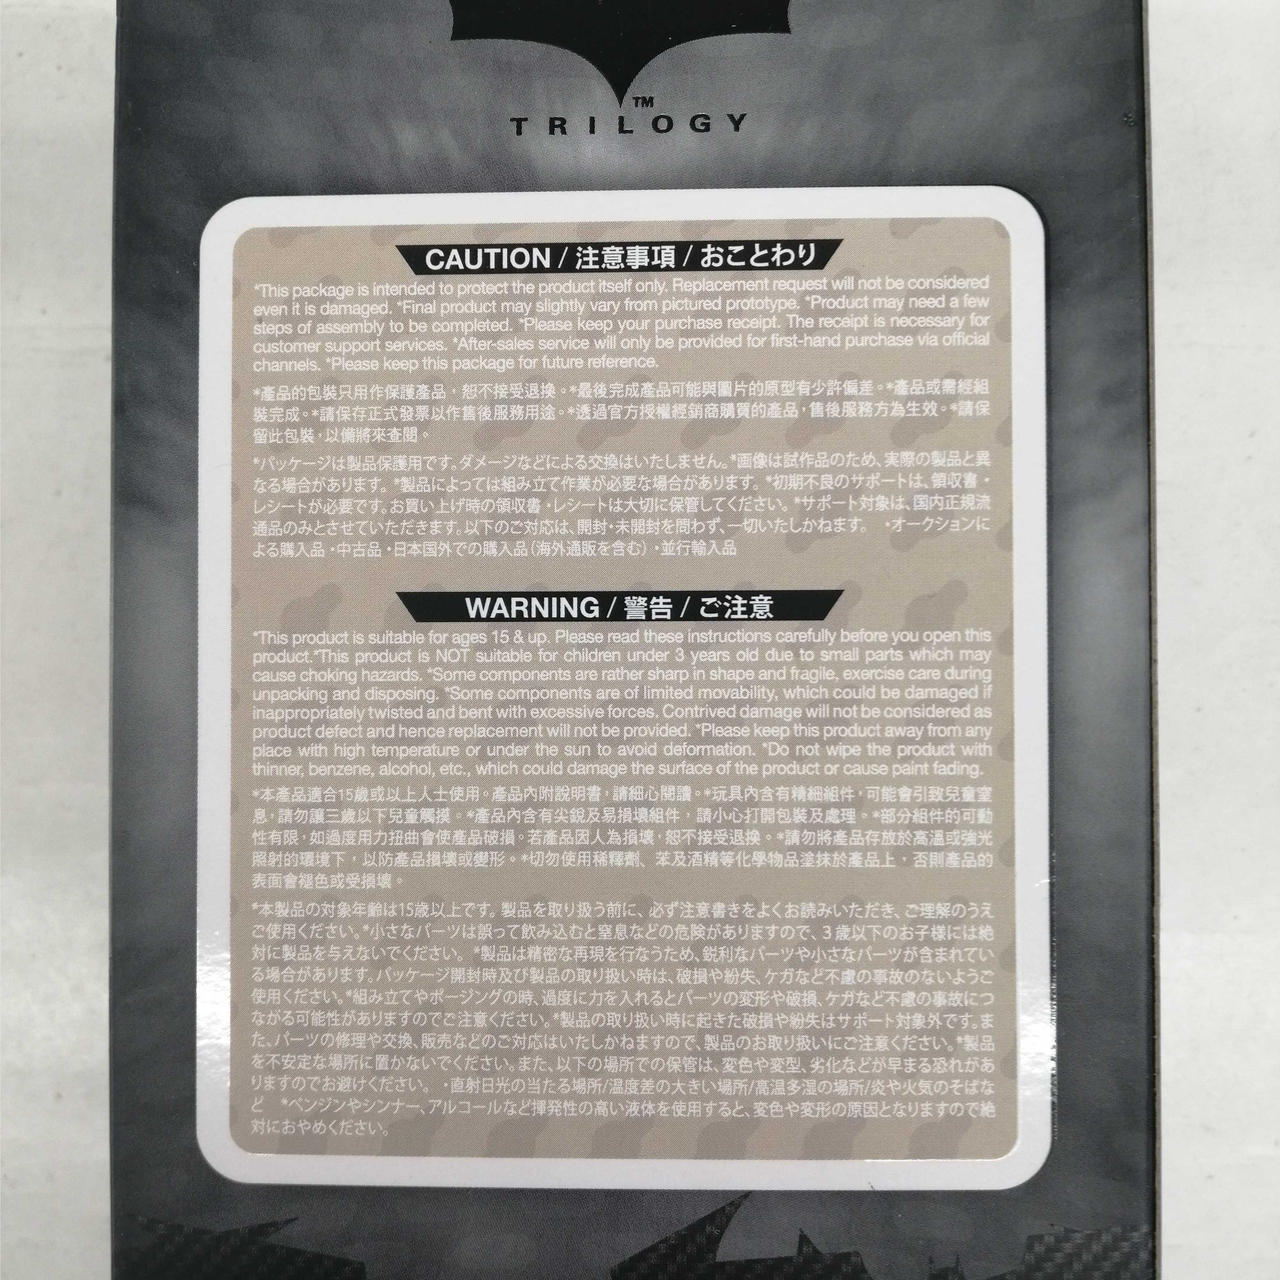 TM
TRILOGY
CAUTION / 注意事項 / おことわり
*This package is intended to protect the product itself only. Replacement request will not be considered
even it is damaged. *Final product may slightly vary from pictured prototype. *Product may need a few
steps of assembly to be completed. *Please keep your purchase receipt. The receipt is necessary for
customer support services. *After-sales service will only be provided for first-hand purchase via official
channels. *Please keep this package for future reference.
*產品的包裝只用作保護產品，恕不接受退換。*最後完成產品可能與圖片的原型有少許偏差。*產品或需經組
裝完成。*請保存正式發票以作售後服務用途。*透過官方授權經銷商購買的產品，售後服務方為生效。*請保
留此包裝，以備將來查閱。
*パッケージは製品保護用です。ダメージなどによる交換はいたしません。*画像は試作品のため、実際の製品と異
なる場合があります。*製品によっては組み立て作業が必要な場合があります。*初期不良のサポートは、領収書・
レシートが必要です。お買い上げ時の領収書・レシートは大切に保管してください。*サポート対象は、国内正規流
通品のみとさせていただきます。以下のご対応は、開封・未開封を問わず、一切いたしかねます。 ・オークションに
よる購入品 ・中古品 ・日本国外での購入品（海外通販を含む） ・並行輸入品
WARNING / 警告 / ご注意
*This product is suitable for ages 15 & up. Please read these instructions carefully before you open this
product.*This product is NOT suitable for children under 3 years old due to small parts which may
cause choking hazards. *Some components are rather sharp in shape and fragile, exercise care during
unpacking and disposing. *Some components are of limited movability, which could be damaged if
inappropriately twisted and bent with excessive forces. Contrived damage will not be considered as
product defect and hence replacement will not be provided. *Please keep this product away from any
place with high temperature or under the sun to avoid deformation. *Do not wipe the product with
thinner, benzene, alcohol, etc., which could damage the surface of the product or cause paint fading.
*本產品適合15歲或以上人士使用。產品內附說明書，請細心閱讀。*玩具內含有精細組件，可能會引致兒童窒
息，請勿讓三歲以下兒童觸摸。*產品內含有尖銳及易損壞組件，請小心打開包裝及處理。*部分組件的可動
性有限，如過度用力扭曲會使產品破損。若產品因人為損壞，恕不接受退換。*請勿將產品存放於高溫或強光
照射的環境下，以防產品損壞或變形。*切勿使用稀釋劑、苯及酒精等化學物品塗抹於產品上，否則產品的
表面會褪色或受損壞。
*本製品の対象年齢は15歳以上です。製品を取り扱う前に、必ず注意書きをよくお読みいただき、ご理解のうえ
ご使用ください。*小さなパーツは誤って飲み込むと窒息などの危険がありますので、３歳以下のお子様には絶
対に製品を与えないでください。 *製品は精密な再現を行なうため、鋭利なパーツや小さなパーツが含まれてい
る場合があります。パッケージ開封時及び製品の取り扱い時は、破損や紛失、ケガなど不慮の事故のないようご
使用ください。*組み立てやポージングの時、過度に力を入れるとパーツの変形や破損、ケガなど不慮の事故につ
ながる可能性がありますのでご注意ください。*製品の取り扱い時に起きた破損や紛失はサポート対象外です。ま
た、パーツの修理や交換、販売などのご対応はいたしかねますので、製品のお取り扱いにご注意ください。*製品
を不安定な場所に置かないでください。また、以下の場所での保管は、変色や変型、劣化などが早まる恐れがあ
りますのでお避けください。 ・直射日光の当たる場所/温度差の大きい場所/高温多湿の場所/炎や火気のそばな
ど *ベンジンやシンナー、アルコールなど揮発性の高い液体を使用すると、変色や変形の原因となりますので絶
対におやめください。